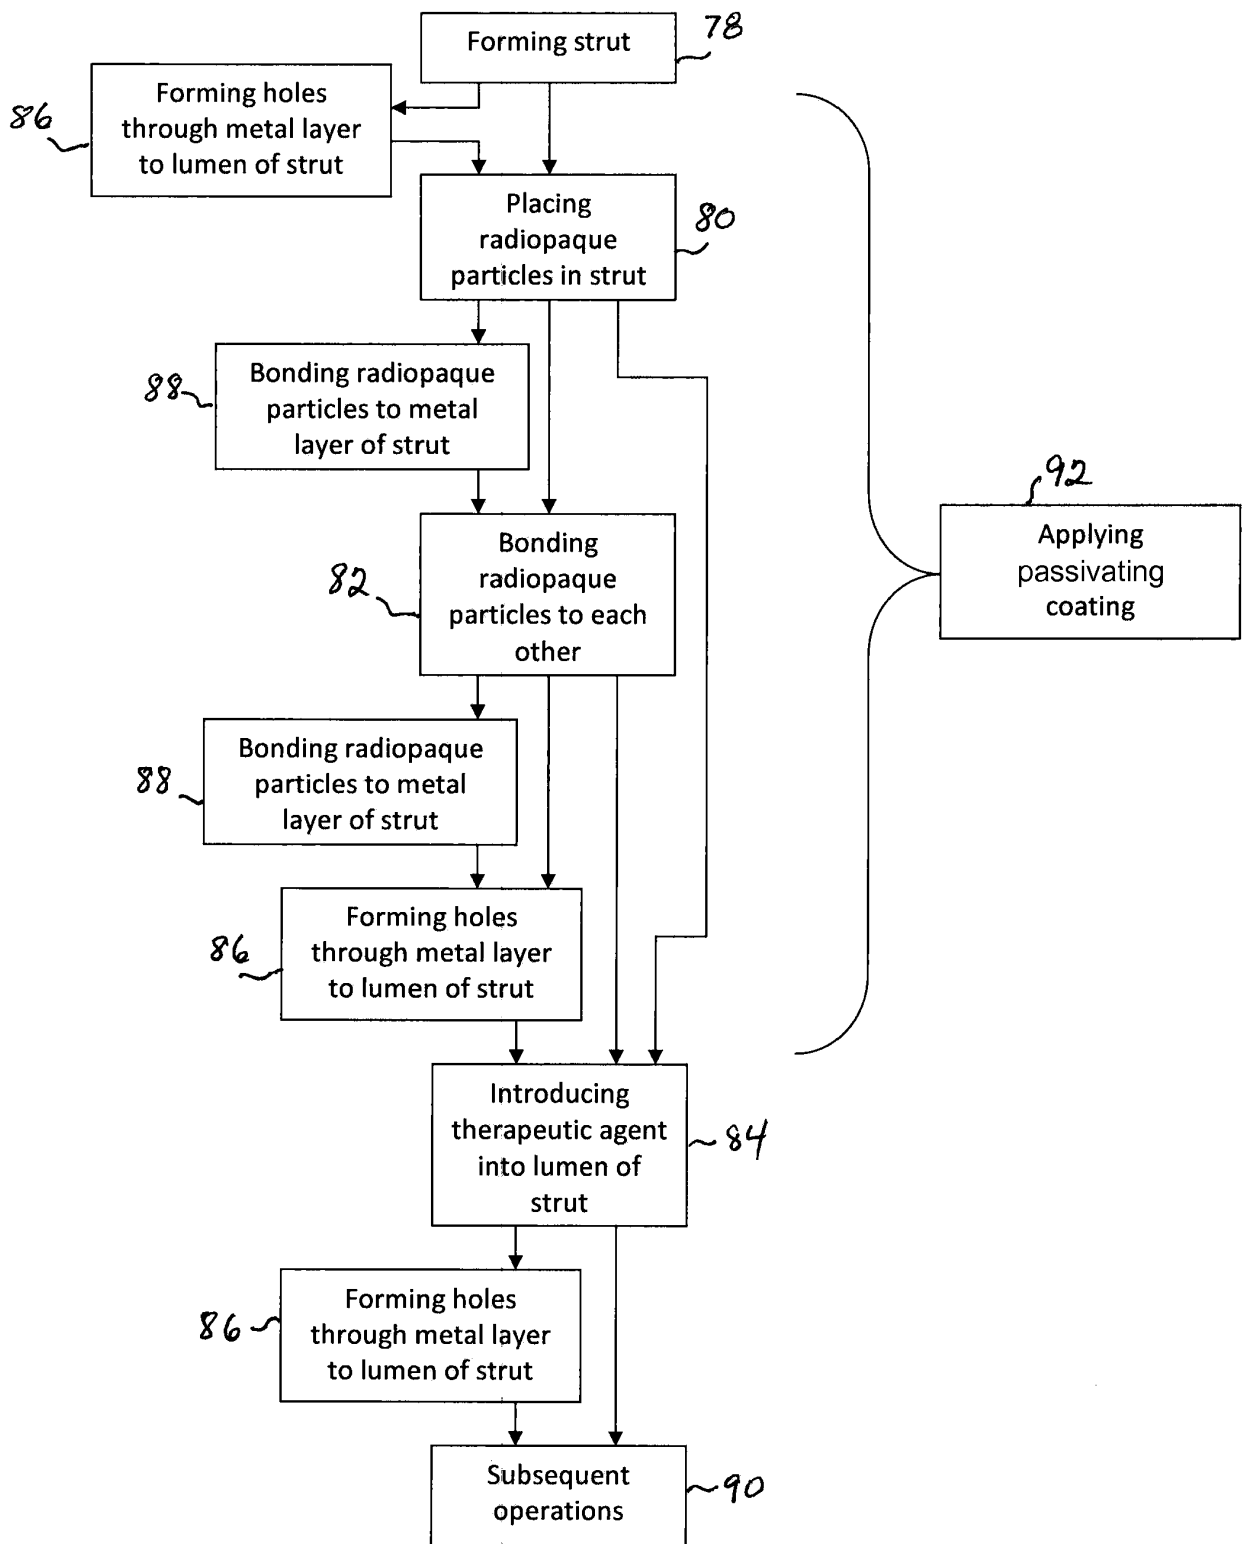 Forming strut
78
Forming holes
through metal layer
to lumen of strut
86
Placing
radiopaque
particles in strut
80
Bonding radiopaque
particles to metal
layer of strut
88
92
Applying
passivating
coating
Bonding
radiopaque
particles to each
other
82
Bonding radiopaque
particles to metal
layer of strut
88
Forming holes
through metal layer
to lumen of strut
86
Introducing
therapeutic agent
into lumen of
strut
84
Forming holes
through metal layer
to lumen of strut
86
Subsequent
operations
90